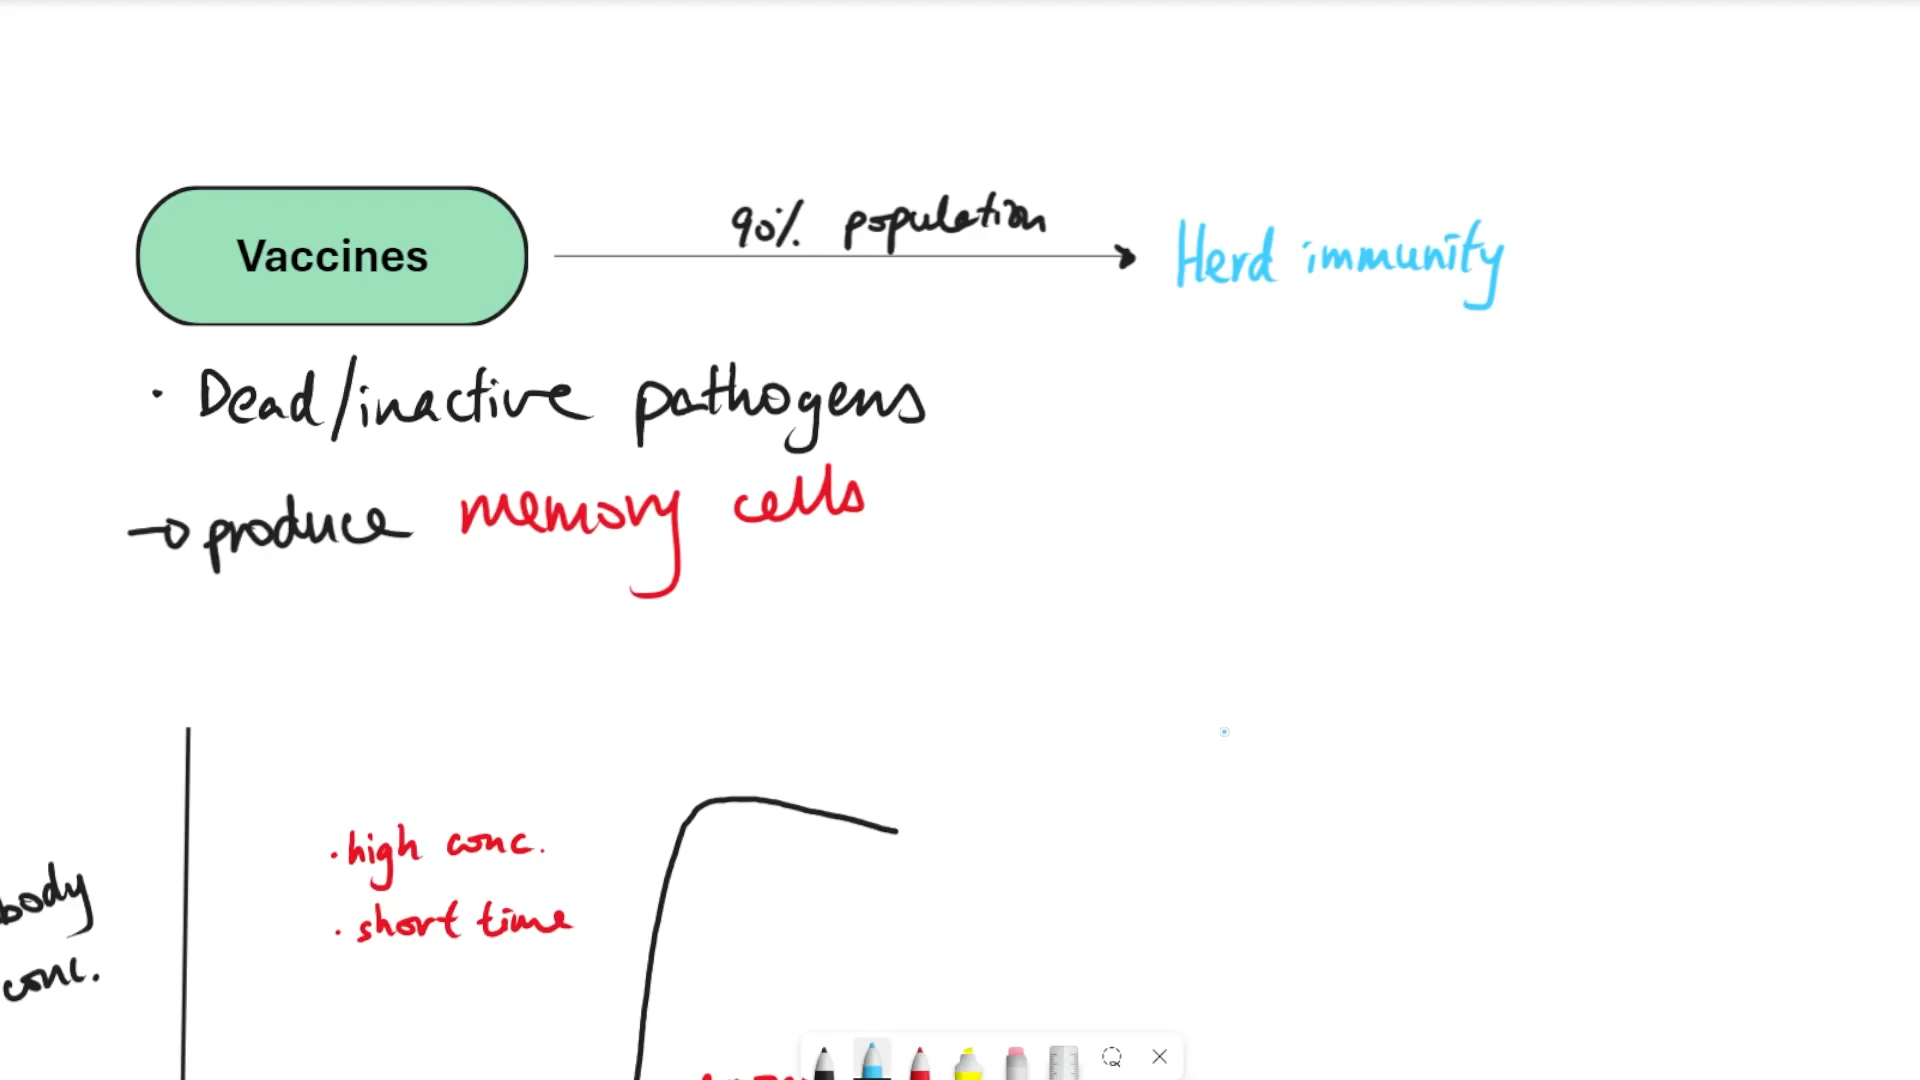 90% population
Vaccines
Herd immunity
· Dead/inactive pathogens
→ produce memory cells
· high conc.
· short time
body
conc.